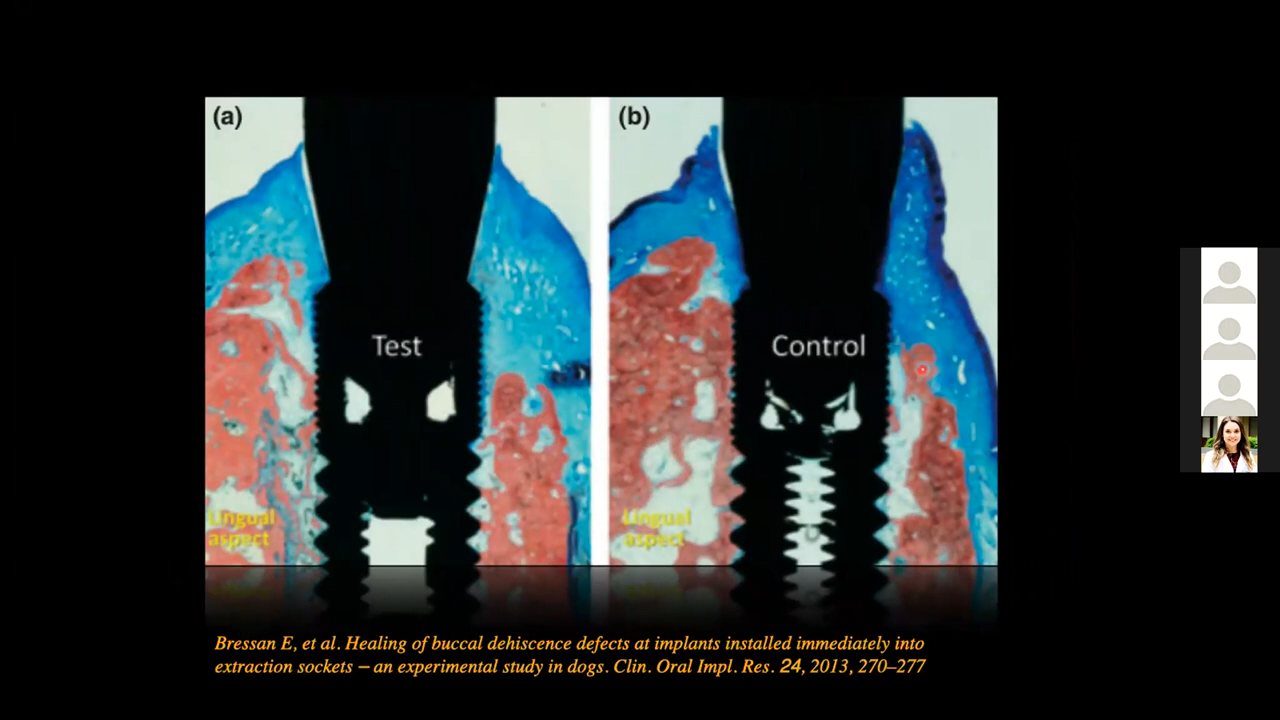 (a)
(b)
Test
Control
Lingual
aspect
Lingual
aspect
Bressan E, et al. Healing of buccal dehiscence defects at implants installed immediately into
extraction sockets – an experimental study in dogs. Clin. Oral Impl. Res. 24, 2013, 270–277